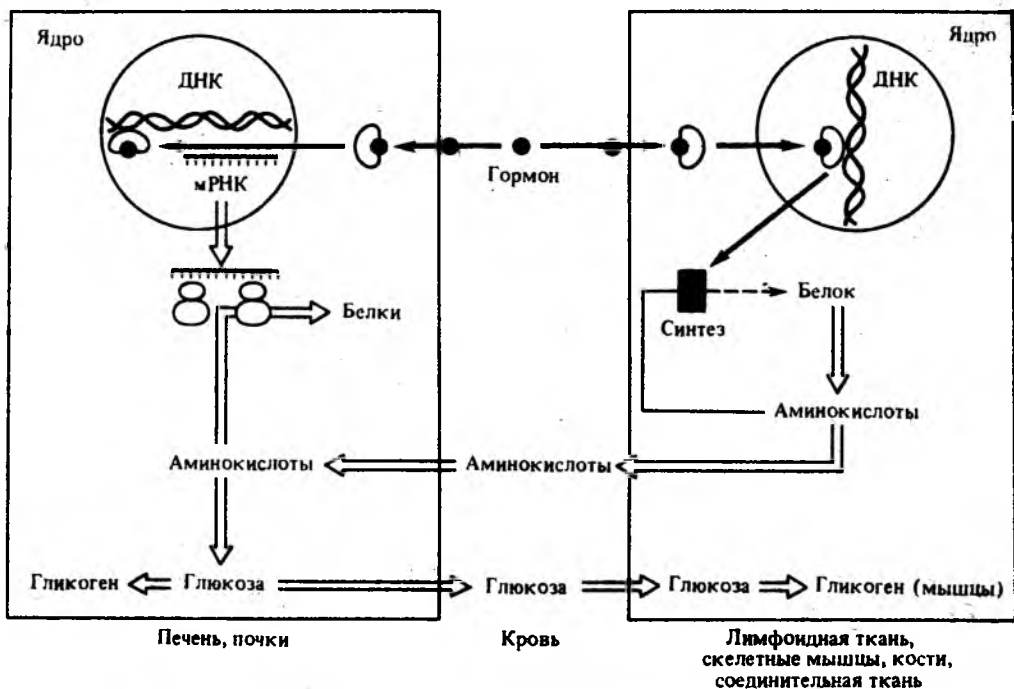 Ядро
ДНК
мРНК
Белки
Аминокислоты
Гликоген
Глюкоза
Печень, почки
Гормон
Аминокислоты
Глюкоза
Кровь
Ядро
ДНК
Синтез
Белок
Аминокислоты
Глюкоза
Гликоген (мышцы)
Лимфоидная ткань,
скелетные мышцы, кости,
соединительная ткань